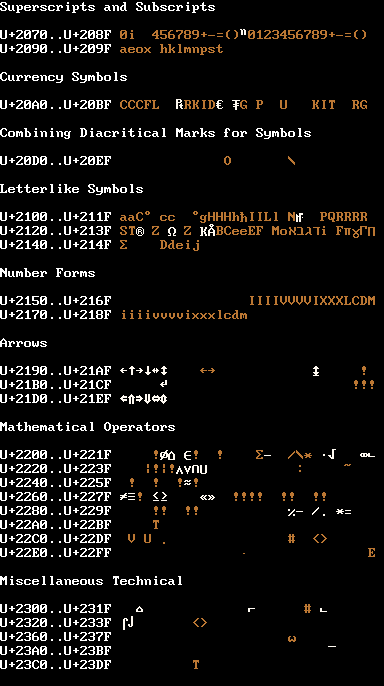 Superscripts and Subscripts
U+2070..U+208F 0i  456789+-=()ⁿ0123456789+-=()
U+2090..U+209F aeox hklmnpst
Currency Symbols
U+20A0..U+20BF CCCFL  ₧RKID€ ₮G P  U   KIT  RG
Combining Diacritical Marks for Symbols
U+20D0..U+20EF              O       \
Letterlike Symbols
U+2100..U+211F aaC° cc  °gHHHhħIILl N№  PQRRRR
U+2120..U+213F ST® Z Ω Z KÅBCeeEF Moאבגדi Fπγ Γ∏
U+2140..U+214F Σ    Ddeij
Number Forms
U+2150..U+216F                 IIIIVVVVIXXXLCDM
U+2170..U+218F iiiivvvvixxxlcdm
Arrows
U+2190..U+21AF ←↑→↓↔↕    ↔            ↨     !
U+21B0..U+21CF      ↵                       !!!
U+21D0..U+21EF ⇐⇑⇒⇓⇔⇕
Mathematical Operators
U+2200..U+221F     !∅∆ ∈!  !    Σ-  /\* ·√   ∞∟
U+2220..U+223F    !!!!∧∨∩∪            :     ~
U+2240..U+225F  !  !  !≈!
U+2260..U+227F ≠≡! ≤≥    «»  !!!!  !!  !!
U+2280..U+229F     !!  !!           ⁒- /. *=
U+22A0..U+22BF     T
U+22C0..U+22DF  V U .               #  <>
U+22E0..U+22FF                .               E
Miscellaneous Technical
U+2300..U+231F   ⌂             ⌐      # ⌙
U+2320..U+233F ⌠⌡       <>
U+2360..U+237F                      ω
U+23A0..U+23BF                           ⎺
U+23C0..U+23DF          T